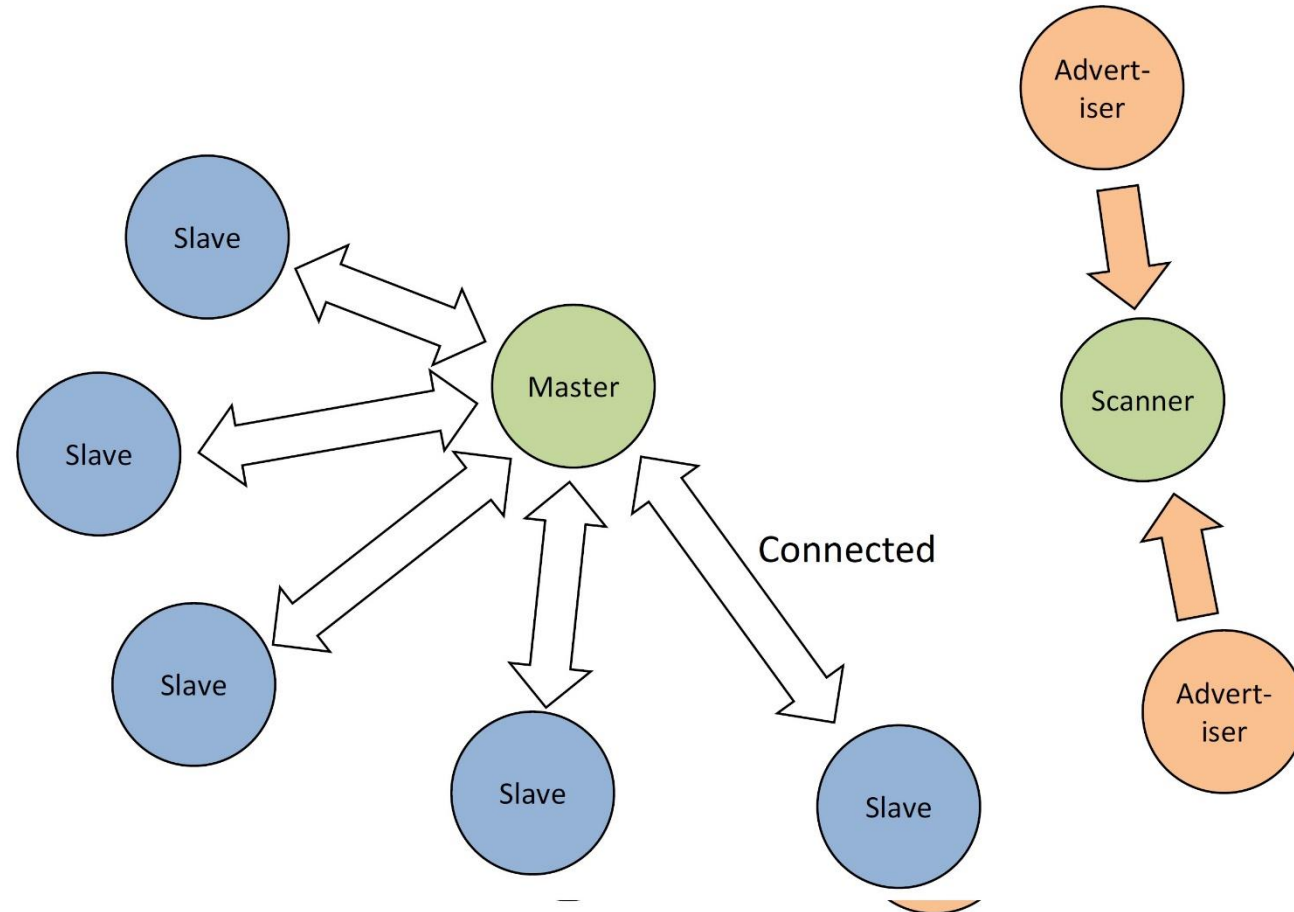 Advert-
iser
Slave
Master
Scanner
Slave
Connected
Slave
Advert-
iser
Slave
Slave